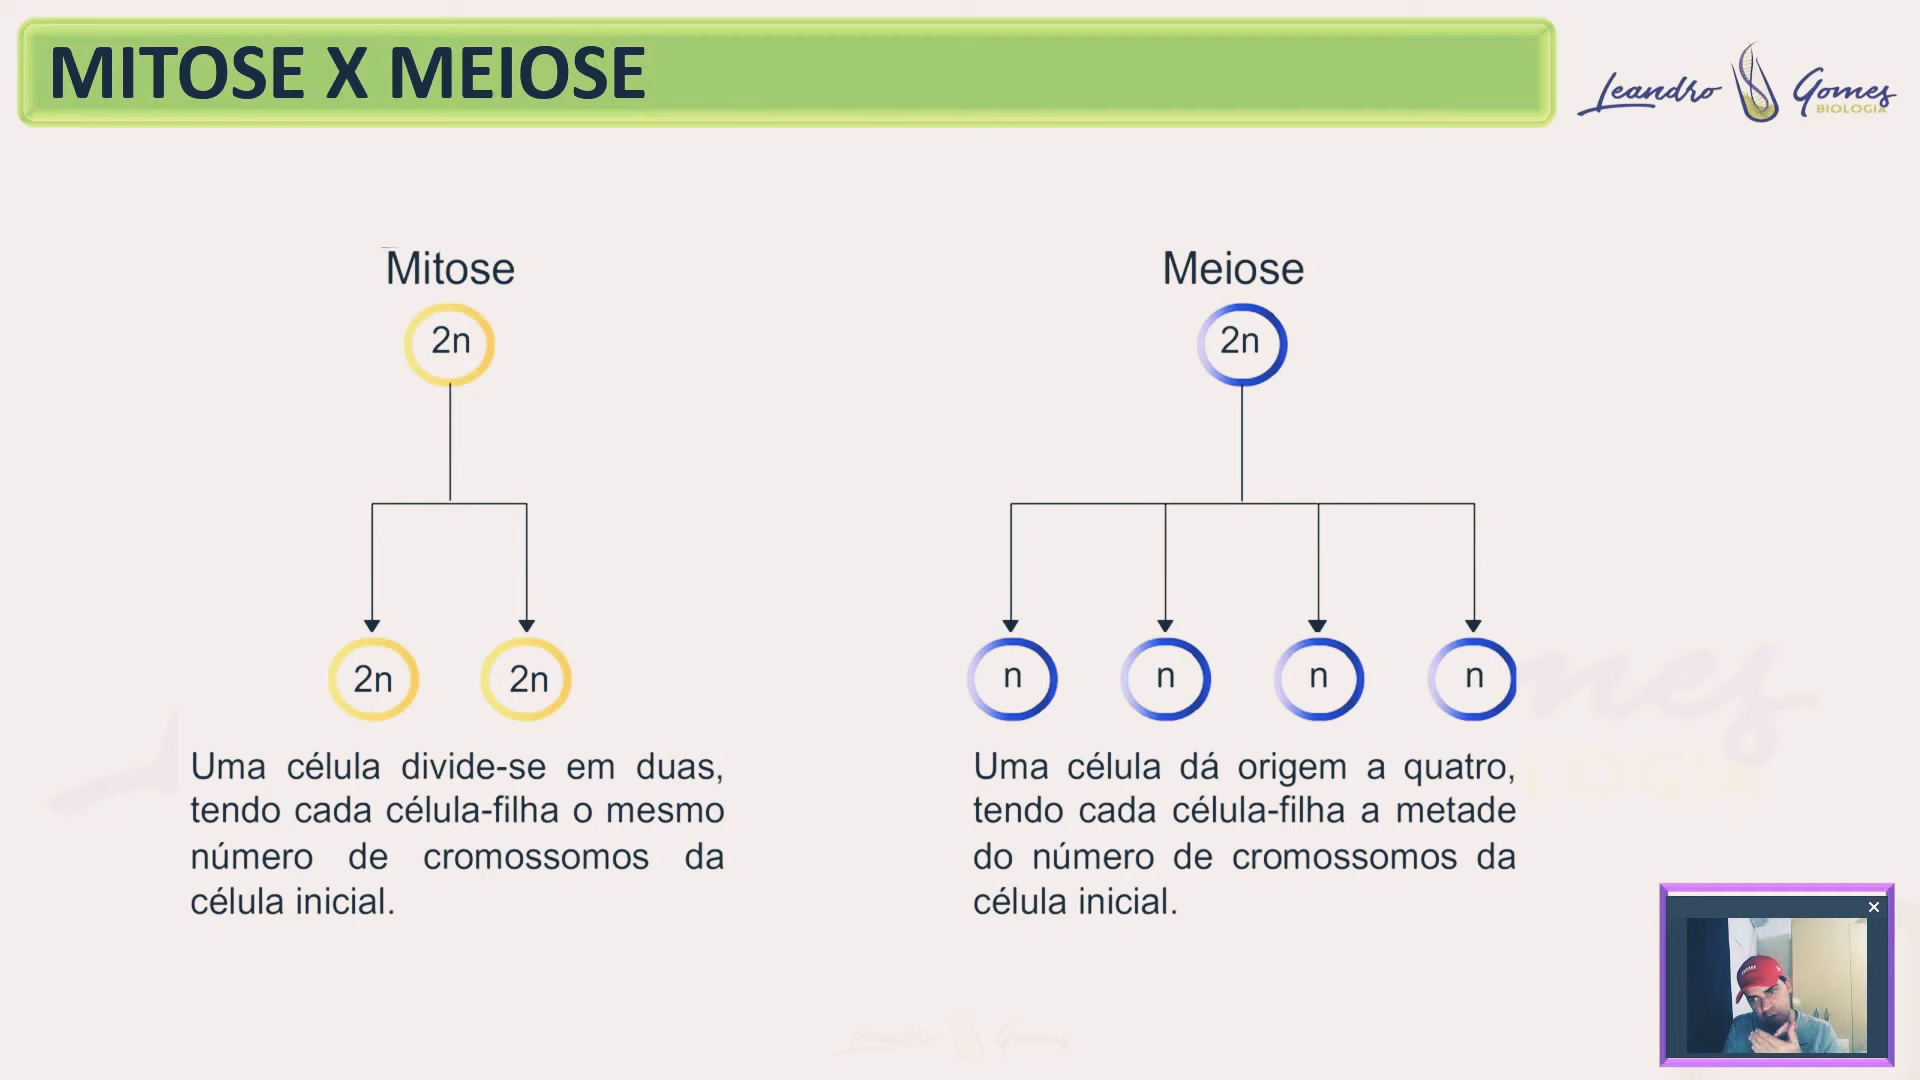 MITOSE X MEIOSE
Leandro Gomes
BIOLOGIA
Mitose
2n
2n 2n
Uma célula divide-se em duas,
tendo cada célula-filha o mesmo
número de cromossomos da
célula inicial.
Meiose
2n
n n n n
Uma célula dá origem a quatro,
tendo cada célula-filha a metade
do número de cromossomos da
célula inicial.